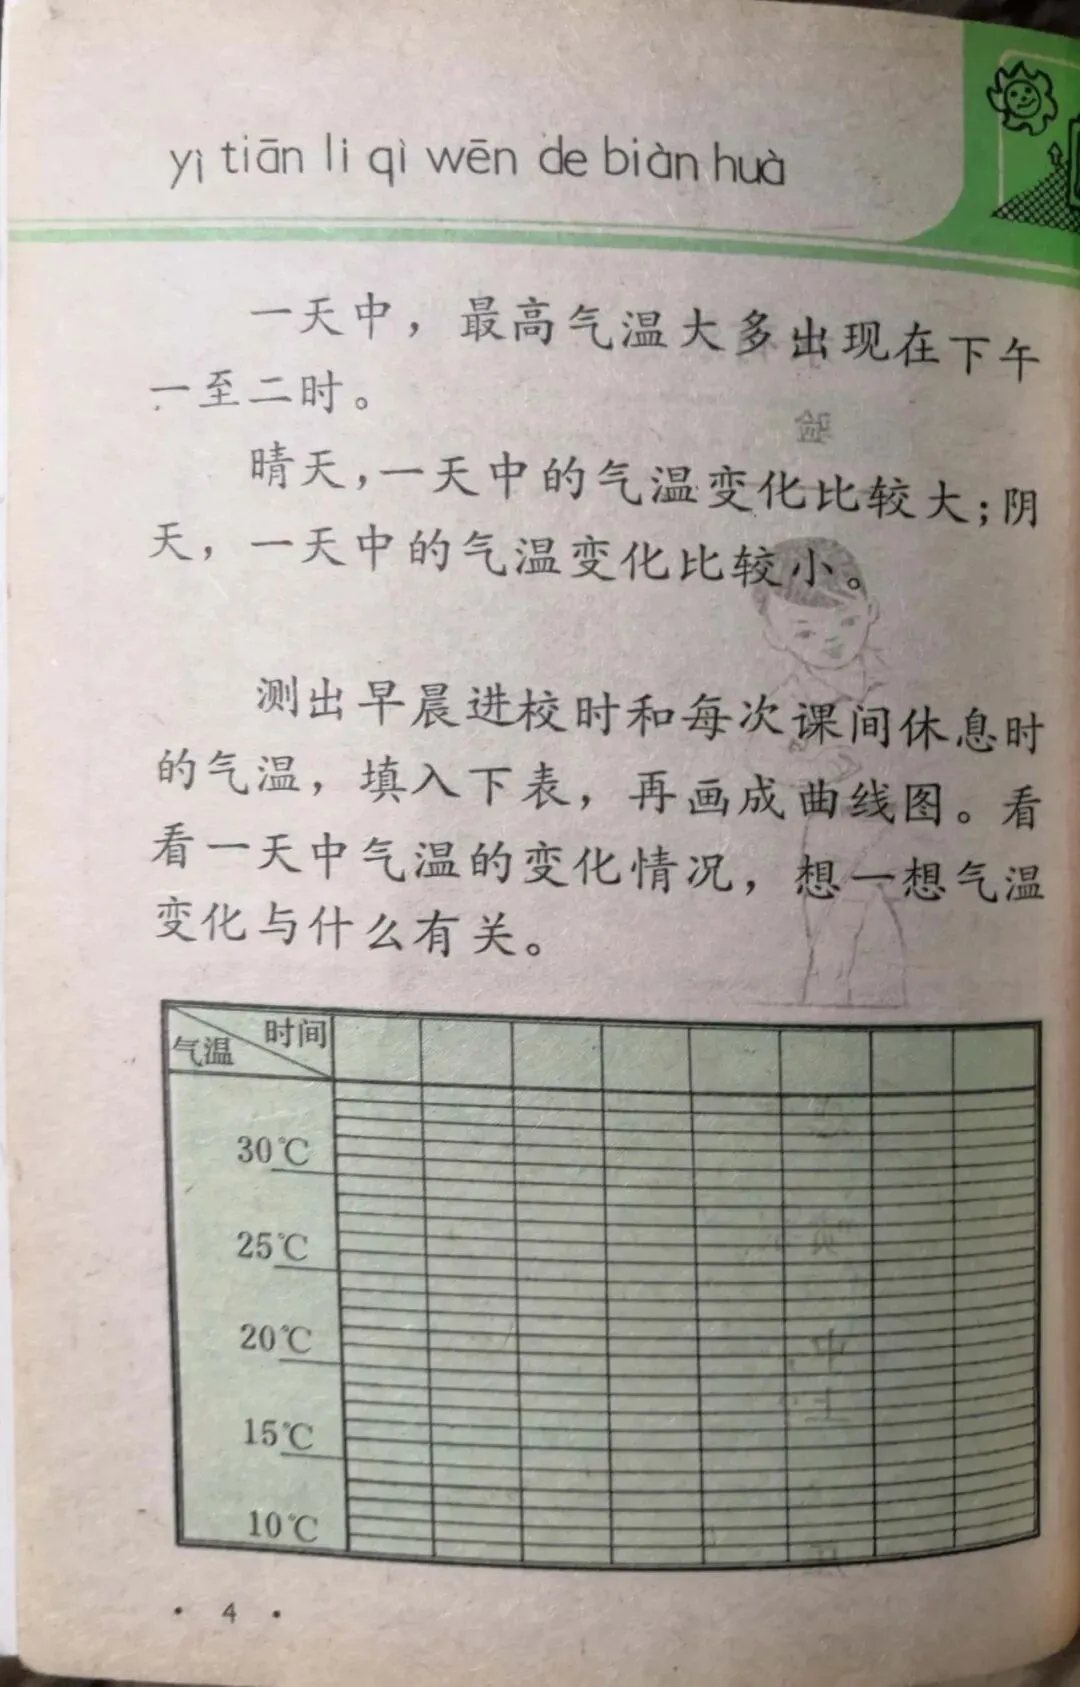 yì tiān li qì wēn de biàn huà
一天中，最高气温大多出现在下午
一至二时。
晴天，一天中的气温变化比较大；阴
天，一天中的气温变化比较小。
测出早晨进校时和每次课间休息时
的气温，填入下表，再画成曲线图。看
看一天中气温的变化情况，想一想气温
变化与什么有关。
时间
气温
30℃
25℃
20℃
15℃
10℃
· 4 ·